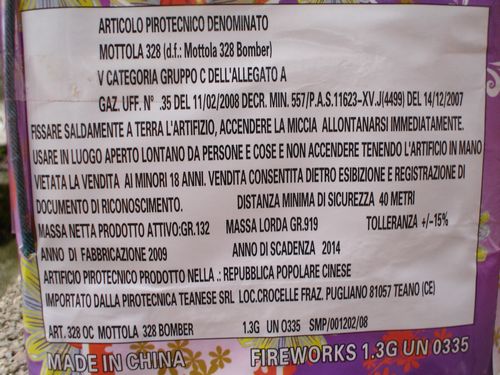 ARTICOLO PIROTECNICO DENOMINATO
MOTTOLA 328 (d.f.: Mottola 328 Bomber)
V CATEGORIA GRUPPO C DELL'ALLEGATO A
GAZ. UFF. N° .35 DEL 11/02/2008 DECR. MIN. 557/P.A.S.11623-XV.J(4499) DEL 14/12/2007
FISSARE SALDAMENTE A TERRA L'ARTIFIZIO, ACCENDERE LA MICCIA ALLONTANARSI IMMEDIATAMENTE.
USARE IN LUOGO APERTO LONTANO DA PERSONE E COSE E NON ACCENDERE TENENDO L'ARTIFICIO IN MANO
VIETATA LA VENDITA AI MINORI 18 ANNI. VENDITA CONSENTITA DIETRO ESIBIZIONE E REGISTRAZIONE DI
DOCUMENTO DI RICONOSCIMENTO. DISTANZA MINIMA DI SICUREZZA 40 METRI
MASSA NETTA PRODOTTO ATTIVO:GR.132 MASSA LORDA GR.919 TOLLERANZA +/-15%
ANNO DI FABBRICAZIONE 2009 ANNO DI SCADENZA 2014
ARTIFICIO PIROTECNICO PRODOTTO NELLA .: REPUBBLICA POPOLARE CINESE
IMPORTATO DALLA PIROTECNICA TEANESE SRL LOC.CROCELLE FRAZ. PUGLIANO 81057 TEANO (CE)
ART. 328 OC MOTTOLA 328 BOMBER 1.3G UN O335 SMP/001202/08
MADE IN CHINA FIREWORKS 1.3G UN 0335